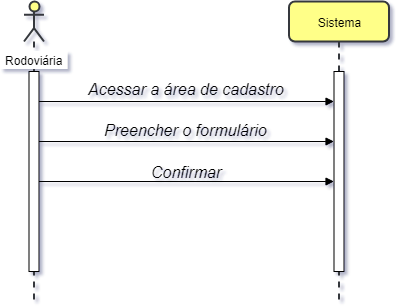 Sistema
Rodoviária
Acessar a área de cadastro
Preencher o formulário
Confirmar